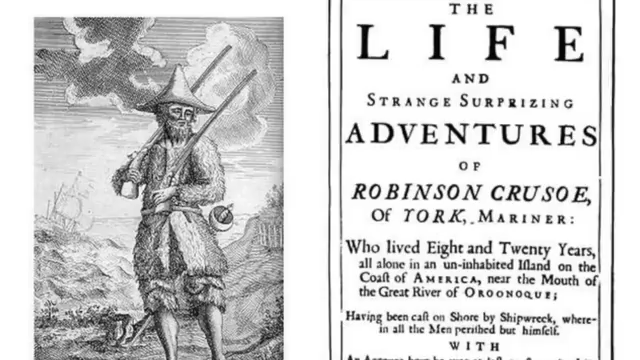 THE
LIFE
AND
STRANGE SURPRIZING
ADVENTURES
OF
ROBINSON CRUSOE,
Of YORK, MARINER:
Who lived Eight and Twenty Years,
all alone in an un-inhabited Iſland on the
Coaſt of AMERICA, near the Mouth of
the Great River of OROONOQUE;
Having been caſt on Shore by Shipwreck, where-
in all the Men periſhed but himſelf.
WITH